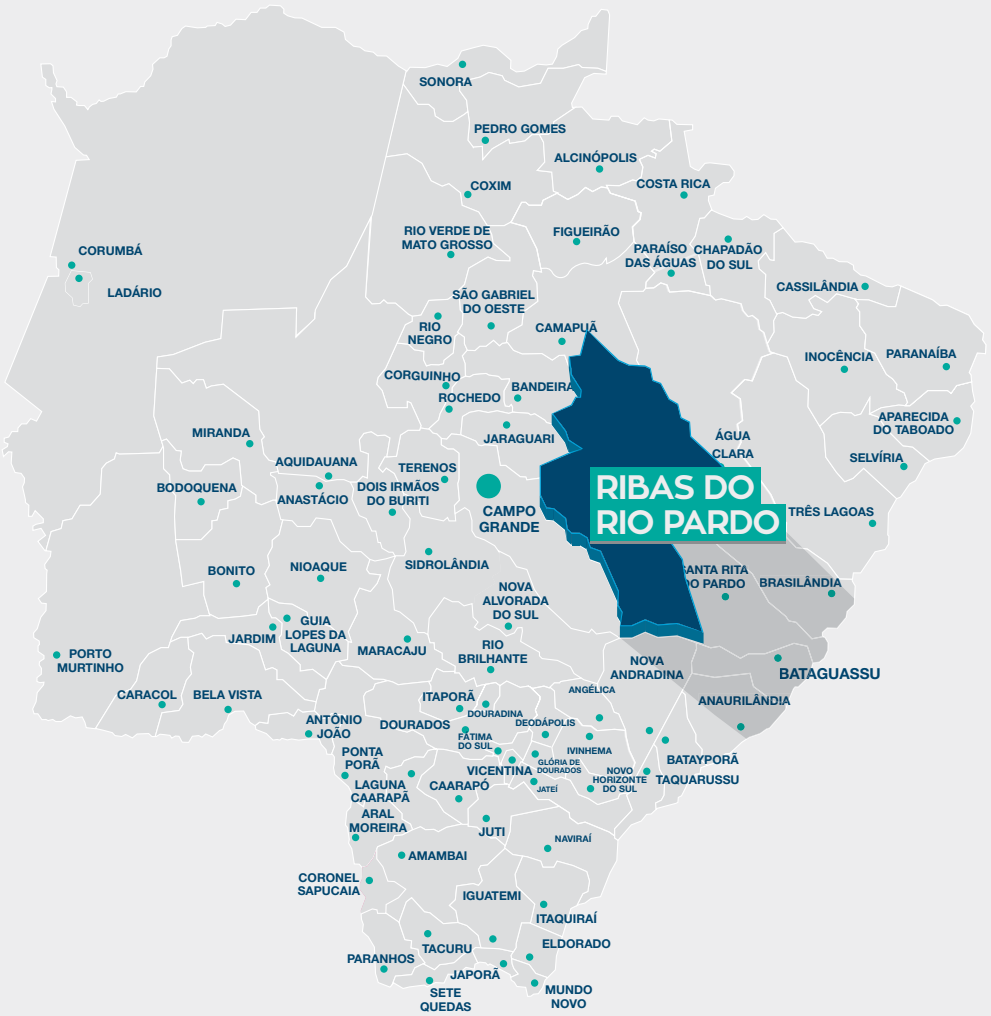 SONORA
PEDRO GOMES
ALCINÓPOLIS
COXIM
COSTA RICA
RIO VERDE DE
MATO GROSSO
FIGUEIRÃO
PARAÍSO
DAS ÁGUAS
CHAPADÃO
DO SUL
CORUMBÁ
LADÁRIO
CASSILÂNDIA
SÃO GABRIEL
DO OESTE
RIO
NEGRO
CAMAPUÃ
INOCÊNCIA
PARANAÍBA
CORGUINHO
BANDEIRA
ROCHEDO
APARECIDA
DO TABOADO
MIRANDA
JARAGUARI
ÁGUA
CLARA
SELVÍRIA
AQUIDAUANA
TERENOS
BODOQUENA
ANASTÁCIO
DOIS IRMÃOS
DO BURITI
CAMPO
GRANDE
RIBAS DO
RIO PARDO
TRÊS LAGOAS
SIDROLÂNDIA
BONITO
NIOAQUE
SANTA RITA
DO PARDO
BRASILÂNDIA
NOVA
ALVORADA
DO SUL
JARDIM
GUIA
LOPES DA
LAGUNA
MARACAJU
RIO
BRILHANTE
PORTO
MURTINHO
NOVA
ANDRADINA
BATAGUASSU
CARACOL
BELA VISTA
ITAPORÃ
ANGÉLICA
ANAURILÂNDIA
ANTÔNIO
JOÃO
DOURADOS
DOURADINA
DEODÁPOLIS
FÁTIMA
DO SUL
IVINHEMA
BATAYPORÃ
PONTA
PORÃ
VICENTINA
GLÓRIA DE
DOURADOS
NOVO
HORIZONTE
DO SUL
TAQUARUSSU
LAGUNA
CAARAPÃ
CAARAPÓ
JATEÍ
ARAL
MOREIRA
JUTI
NAVIRAÍ
AMAMBAI
CORONEL
SAPUCAIA
IGUATEMI
ITAQUIRAÍ
TACURU
ELDORADO
PARANHOS
JAPORÃ
SETE
QUEDAS
MUNDO
NOVO